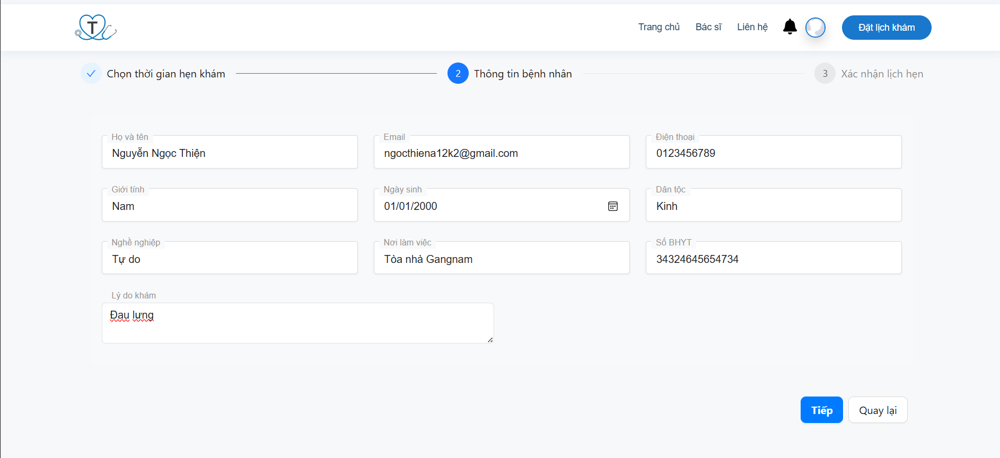 T
Trang chủ
Bác sĩ
Liên hệ
Đặt lịch khám
Chọn thời gian hẹn khám
2
Thông tin bệnh nhân
3
Xác nhận lịch hẹn
Họ và tên
Nguyễn Ngọc Thiện
Email
ngocthiena12k2@gmail.com
Điện thoại
0123456789
Giới tính
Nam
Ngày sinh
01/01/2000
Dân tộc
Kinh
Nghề nghiệp
Tự do
Nơi làm việc
Tòa nhà Gangnam
Số BHYT
34324645654734
Lý do khám
Đau lưng
Tiếp
Quay lại